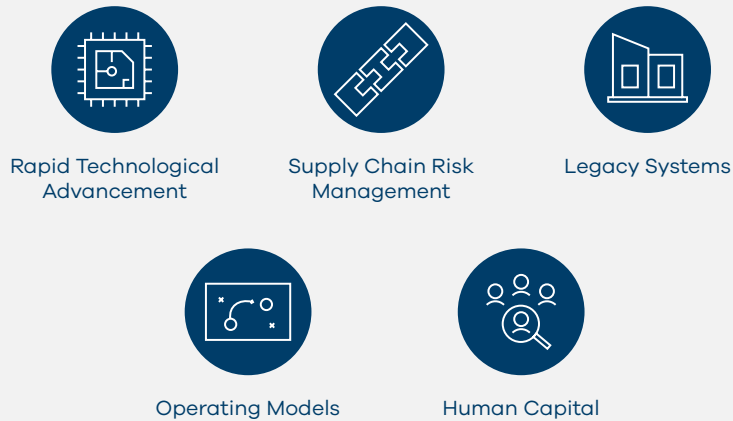 Rapid Technological
Advancement
Supply Chain Risk
Management
Legacy Systems
Operating Models
Human Capital